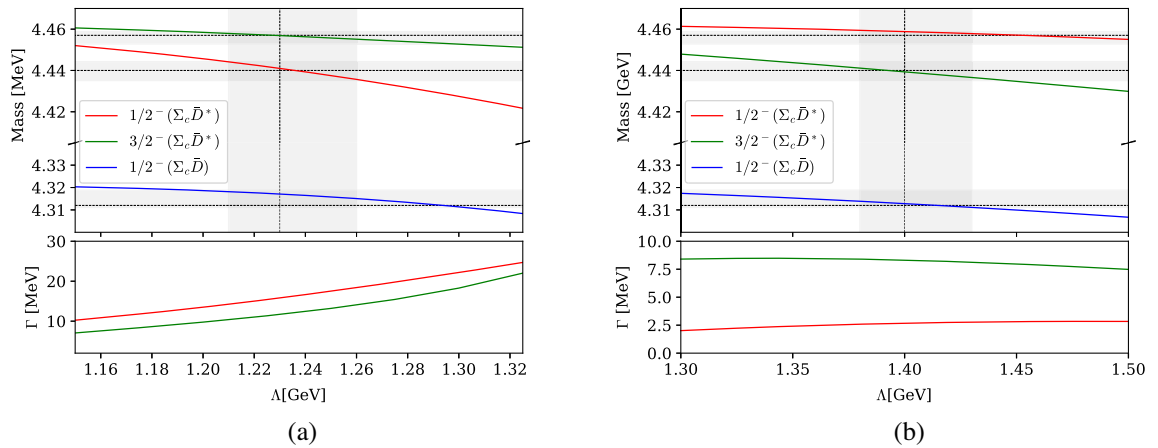 4.46
4.44
4.42
4.33
4.32
4.31
Mass [MeV]
1/2⁻(Σ_c D̄*)
3/2⁻(Σ_c D̄*)
1/2⁻(Σ_c D̄)
30
20
10
Γ [MeV]
1.16 1.18 1.20 1.22 1.24 1.26 1.28 1.30 1.32
Λ[GeV]
(a)
4.46
4.44
4.42
4.33
4.32
4.31
Mass [GeV]
1/2⁻(Σ_c D̄*)
3/2⁻(Σ_c D̄*)
1/2⁻(Σ_c D̄)
10.0
7.5
5.0
2.5
0.0
Γ [MeV]
1.30 1.35 1.40 1.45 1.50
Λ[GeV]
(b)